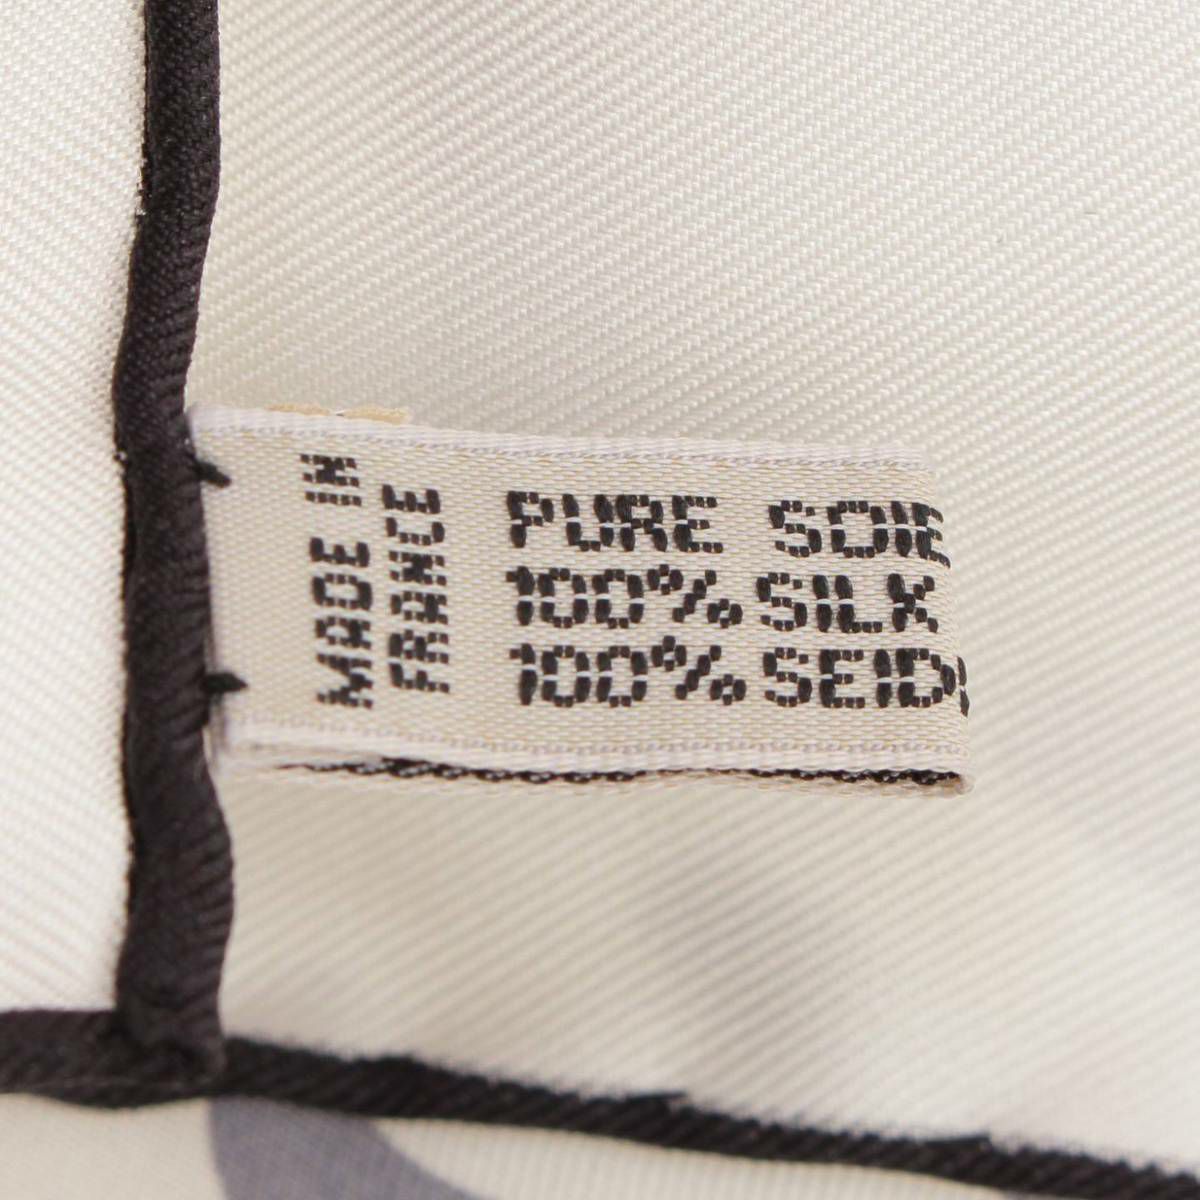 MADE IN
FRANCE
PURE SOIE
100% SILK
100% SEID